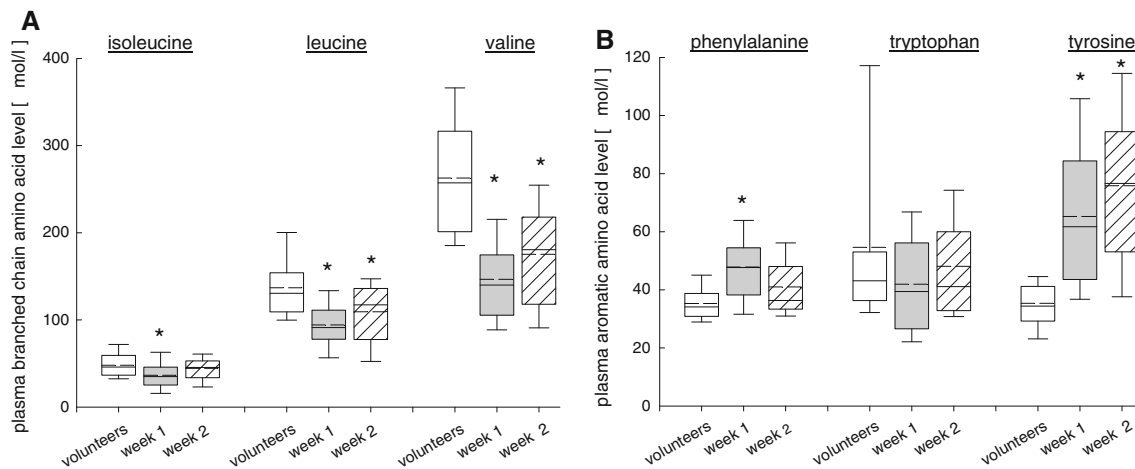 A
isoleucine leucine valine
plasma branched chain amino acid level [ mol/l ]
400
300
200
100
0
*
* *
* *
volunteers week 1 week 2 volunteers week 1 week 2 volunteers week 1 week 2
B
phenylalanine tryptophan tyrosine
plasma aromatic amino acid level [ mol/l ]
120
100
80
60
40
20
0
*
* *
volunteers week 1 week 2 volunteers week 1 week 2 volunteers week 1 week 2